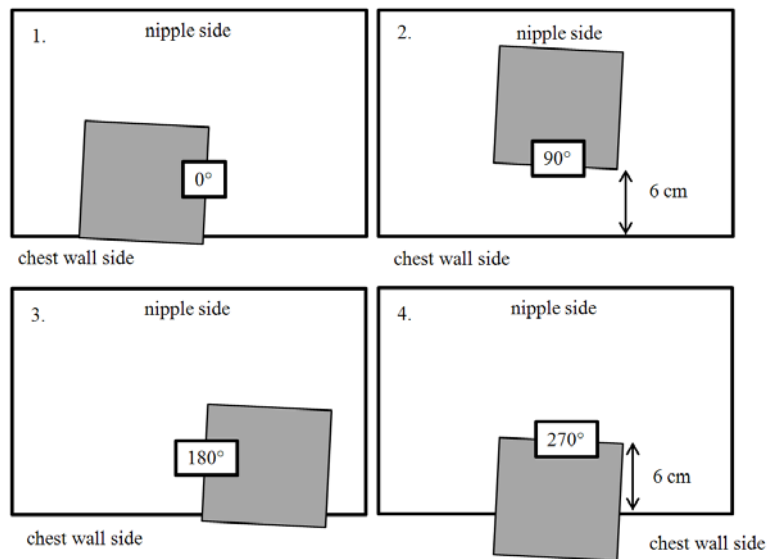 1.
nipple side
0°
chest wall side
2.
nipple side
90°
6 cm
chest wall side
3.
nipple side
180°
chest wall side
4.
nipple side
270°
6 cm
chest wall side